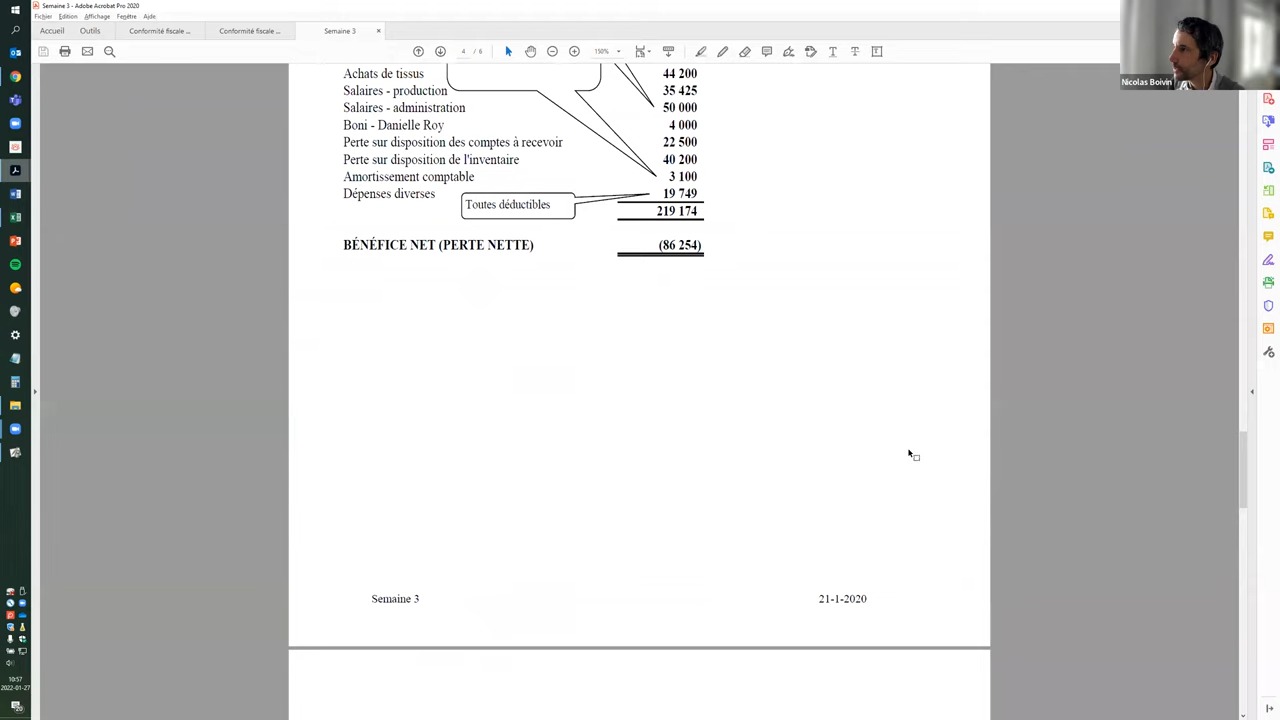 Semaine 3 - Adobe Acrobat Pro 2020
Fichier Edition Affichage Fenêtre Aide
Accueil Outils Conformité fiscale ... Conformité fiscale ... Semaine 3 ×
4 / 6 150%
Nicolas Boivin
Achats de tissus 44 200
Salaires - production 35 425
Salaires - administration 50 000
Boni - Danielle Roy 4 000
Perte sur disposition des comptes à recevoir 22 500
Perte sur disposition de l'inventaire 40 200
Amortissement comptable 3 100
Dépenses diverses 19 749
Toutes déductibles
219 174
BÉNÉFICE NET (PERTE NETTE) (86 254)
Semaine 3 21-1-2020
10:57
2022-01-27